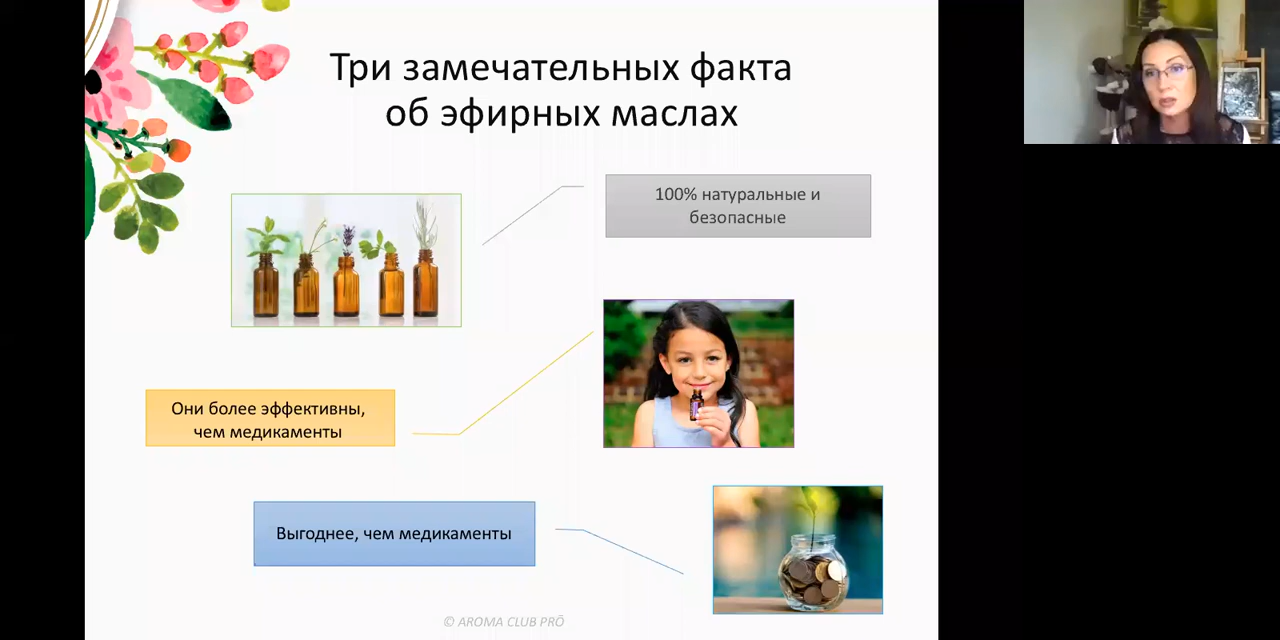 Три замечательных факта
об эфирных маслах
100% натуральные и
безопасные
Они более эффективны,
чем медикаменты
Выгоднее, чем медикаменты
© AROMA CLUB PRŌ